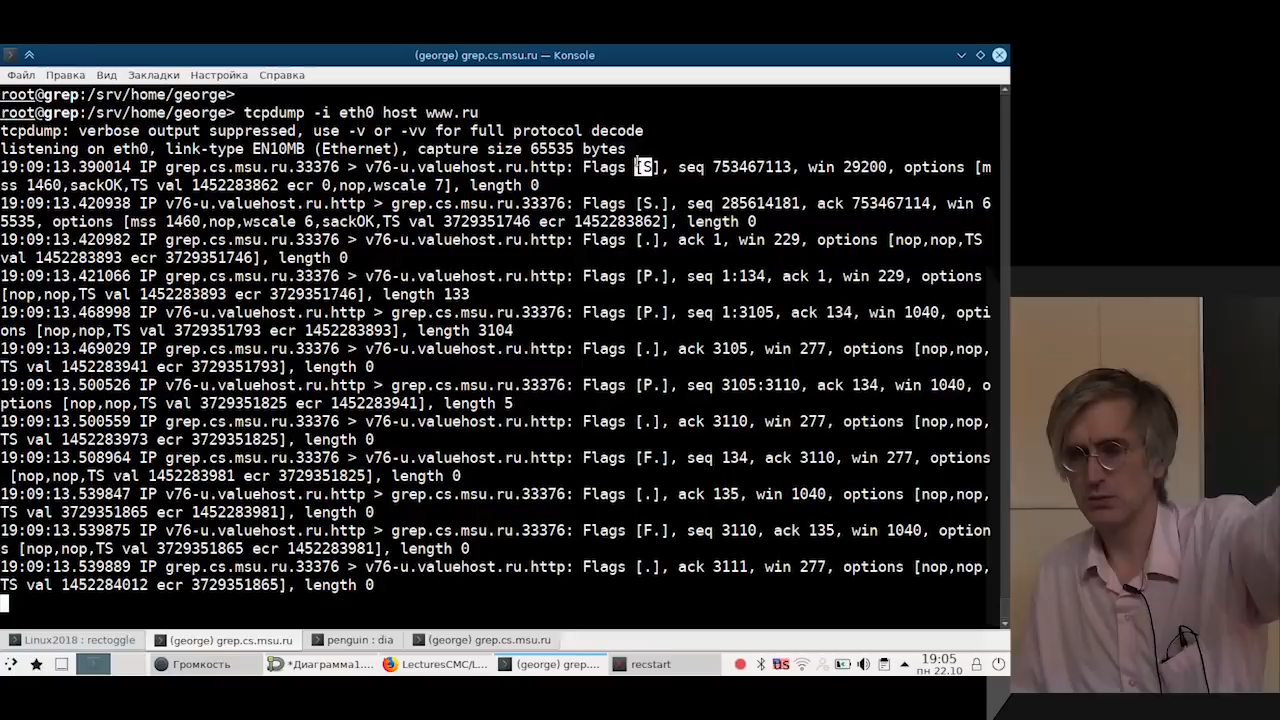 (george) grep.cs.msu.ru — Konsole
Файл Правка Вид Закладки Настройка Справка
root@grep:/srv/home/george>
root@grep:/srv/home/george> tcpdump -i eth0 host www.ru
tcpdump: verbose output suppressed, use -v or -vv for full protocol decode
listening on eth0, link-type EN10MB (Ethernet), capture size 65535 bytes
19:09:13.390014 IP grep.cs.msu.ru.33376 > v76-u.valuehost.ru.http: Flags [S], seq 753467113, win 29200, options [m
ss 1460,sackOK,TS val 1452283862 ecr 0,nop,wscale 7], length 0
19:09:13.420938 IP v76-u.valuehost.ru.http > grep.cs.msu.ru.33376: Flags [S.], seq 285614181, ack 753467114, win 6
5535, options [mss 1460,nop,wscale 6,sackOK,TS val 3729351746 ecr 1452283862], length 0
19:09:13.420982 IP grep.cs.msu.ru.33376 > v76-u.valuehost.ru.http: Flags [.], ack 1, win 229, options [nop,nop,TS
val 1452283893 ecr 3729351746], length 0
19:09:13.421066 IP grep.cs.msu.ru.33376 > v76-u.valuehost.ru.http: Flags [P.], seq 1:134, ack 1, win 229, options
[nop,nop,TS val 1452283893 ecr 3729351746], length 133
19:09:13.468998 IP v76-u.valuehost.ru.http > grep.cs.msu.ru.33376: Flags [P.], seq 1:3105, ack 134, win 1040, opti
ons [nop,nop,TS val 3729351793 ecr 1452283893], length 3104
19:09:13.469029 IP grep.cs.msu.ru.33376 > v76-u.valuehost.ru.http: Flags [.], ack 3105, win 277, options [nop,nop,
TS val 1452283941 ecr 3729351793], length 0
19:09:13.500526 IP v76-u.valuehost.ru.http > grep.cs.msu.ru.33376: Flags [P.], seq 3105:3110, ack 134, win 1040, o
ptions [nop,nop,TS val 3729351825 ecr 1452283941], length 5
19:09:13.500559 IP grep.cs.msu.ru.33376 > v76-u.valuehost.ru.http: Flags [.], ack 3110, win 277, options [nop,nop,
TS val 1452283973 ecr 3729351825], length 0
19:09:13.508964 IP grep.cs.msu.ru.33376 > v76-u.valuehost.ru.http: Flags [F.], seq 134, ack 3110, win 277, options
[nop,nop,TS val 1452283981 ecr 3729351825], length 0
19:09:13.539847 IP v76-u.valuehost.ru.http > grep.cs.msu.ru.33376: Flags [.], ack 135, win 1040, options [nop,nop,
TS val 3729351865 ecr 1452283981], length 0
19:09:13.539875 IP v76-u.valuehost.ru.http > grep.cs.msu.ru.33376: Flags [F.], seq 3110, ack 135, win 1040, option
s [nop,nop,TS val 3729351865 ecr 1452283981], length 0
19:09:13.539889 IP grep.cs.msu.ru.33376 > v76-u.valuehost.ru.http: Flags [.], ack 3111, win 277, options [nop,nop,
TS val 1452284012 ecr 3729351865], length 0
Linux2018 : rectoggle (george) grep.cs.msu.ru penguin : dia (george) grep.cs.msu.ru
Громкость *Диаграмма1.... LecturesCMC/L... (george) grep.... recstart US 19:05
пн 22.10